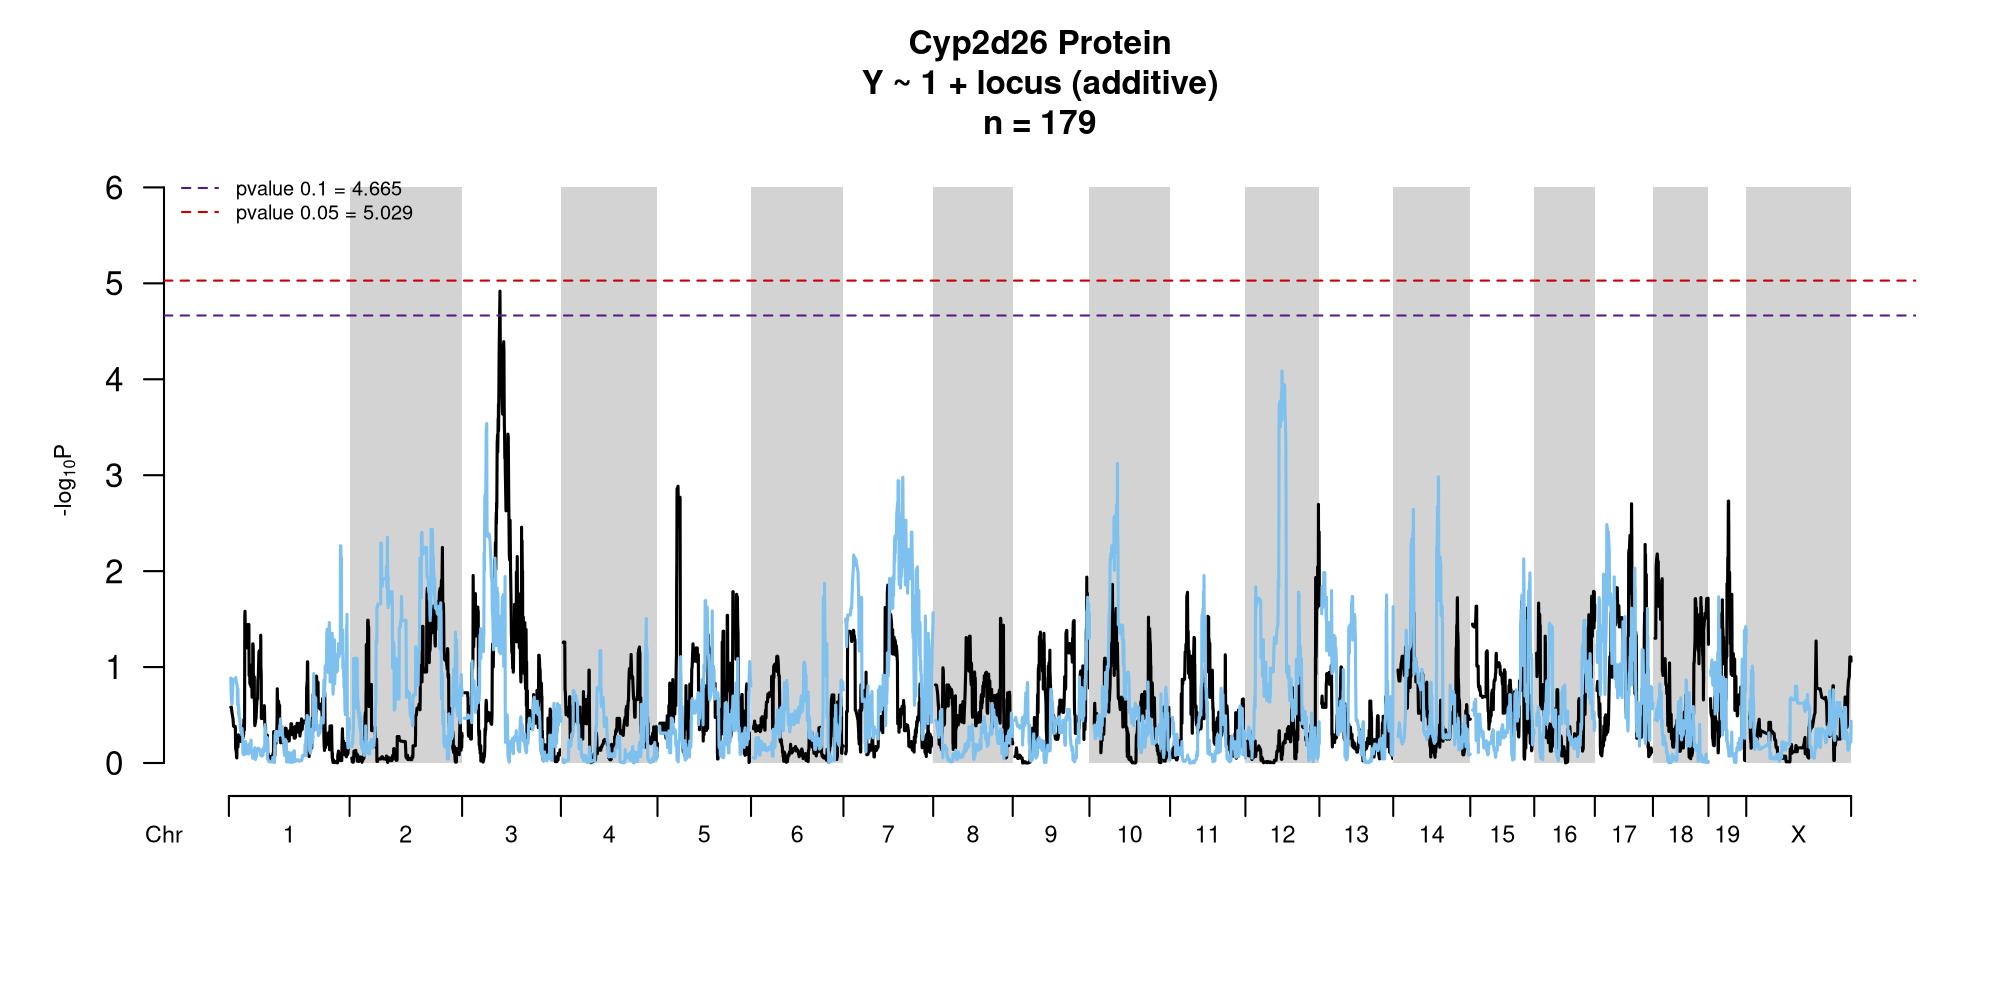 Cyp2d26 Protein
Y ~ 1 + locus (additive)
n = 179
pvalue 0.1 = 4.665
pvalue 0.05 = 5.029
6
5
4
3
2
1
0
-log10P
Chr 1 2 3 4 5 6 7 8 9 10 11 12 13 14 15 16 17 18 19 X